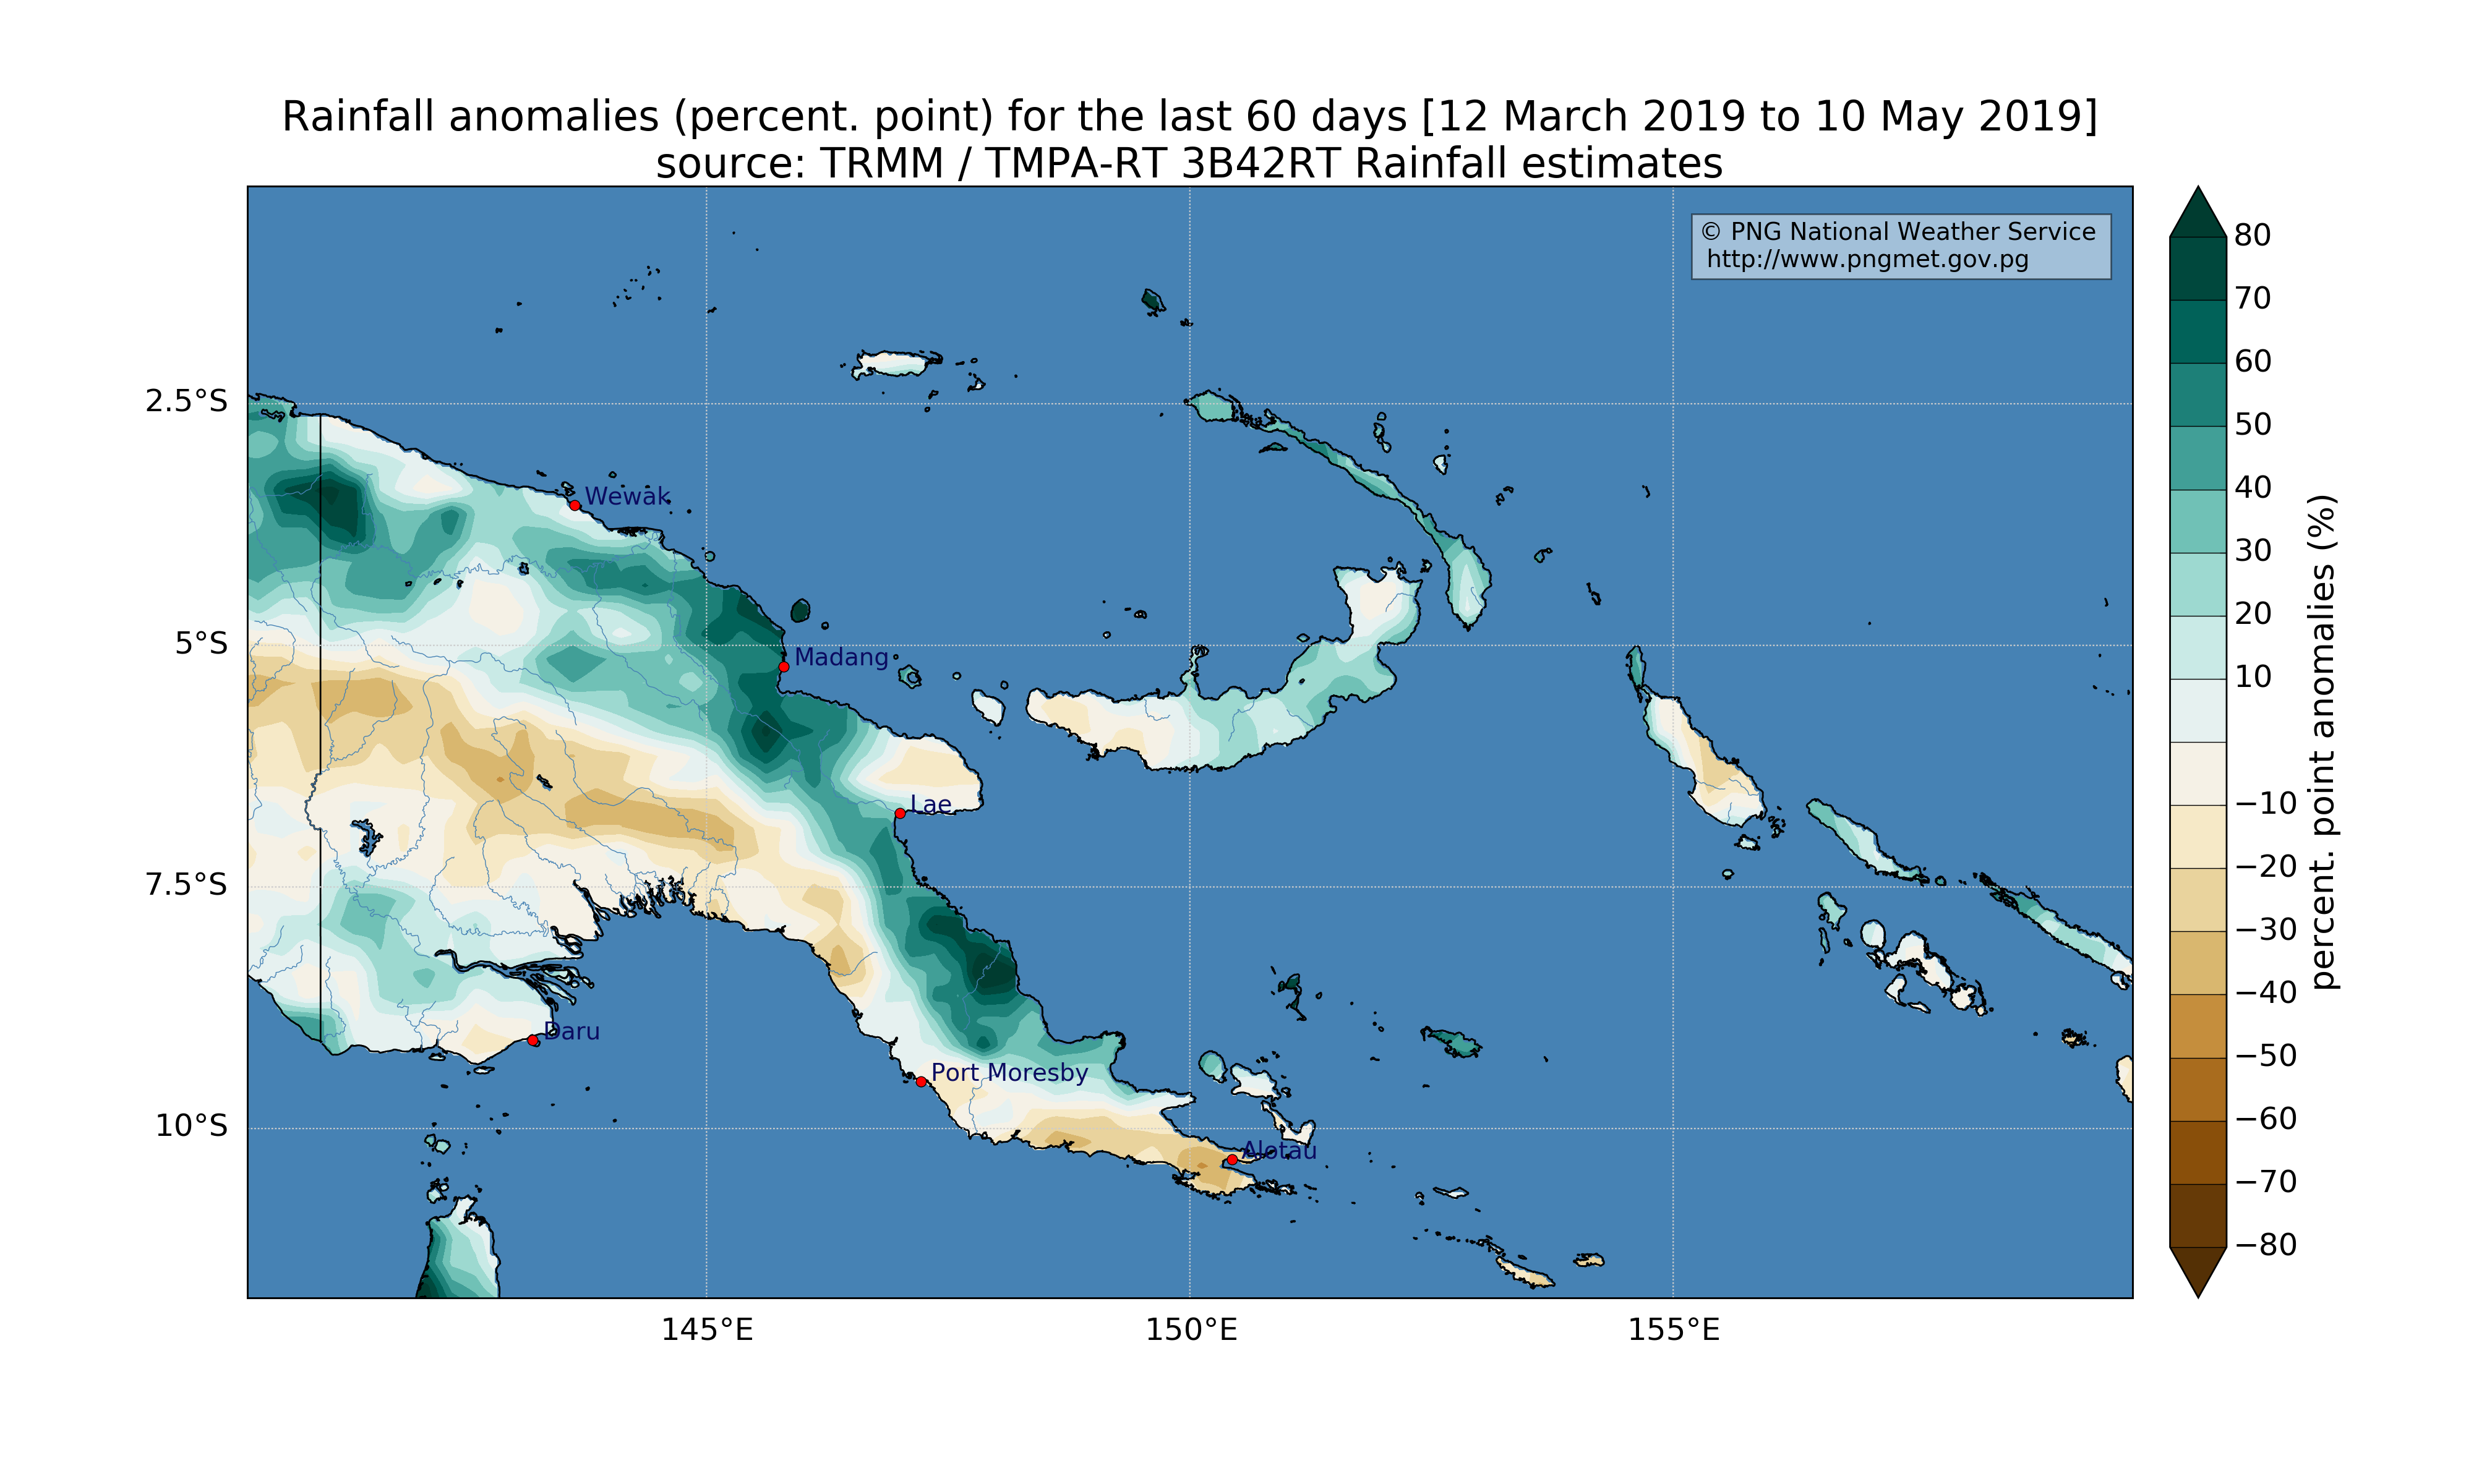 Rainfall anomalies (percent. point) for the last 60 days [12 March 2019 to 10 May 2019]
source: TRMM / TMPA-RT 3B42RT Rainfall estimates
© PNG National Weather Service
http://www.pngmet.gov.pg
2.5°S
5°S
7.5°S
10°S
Wewak
Madang
Lae
Daru
Port Moresby
Alotau
145°E
150°E
155°E
80
70
60
50
40
30
20
10
−10
−20
−30
−40
−50
−60
−70
−80
percent. point anomalies (%)